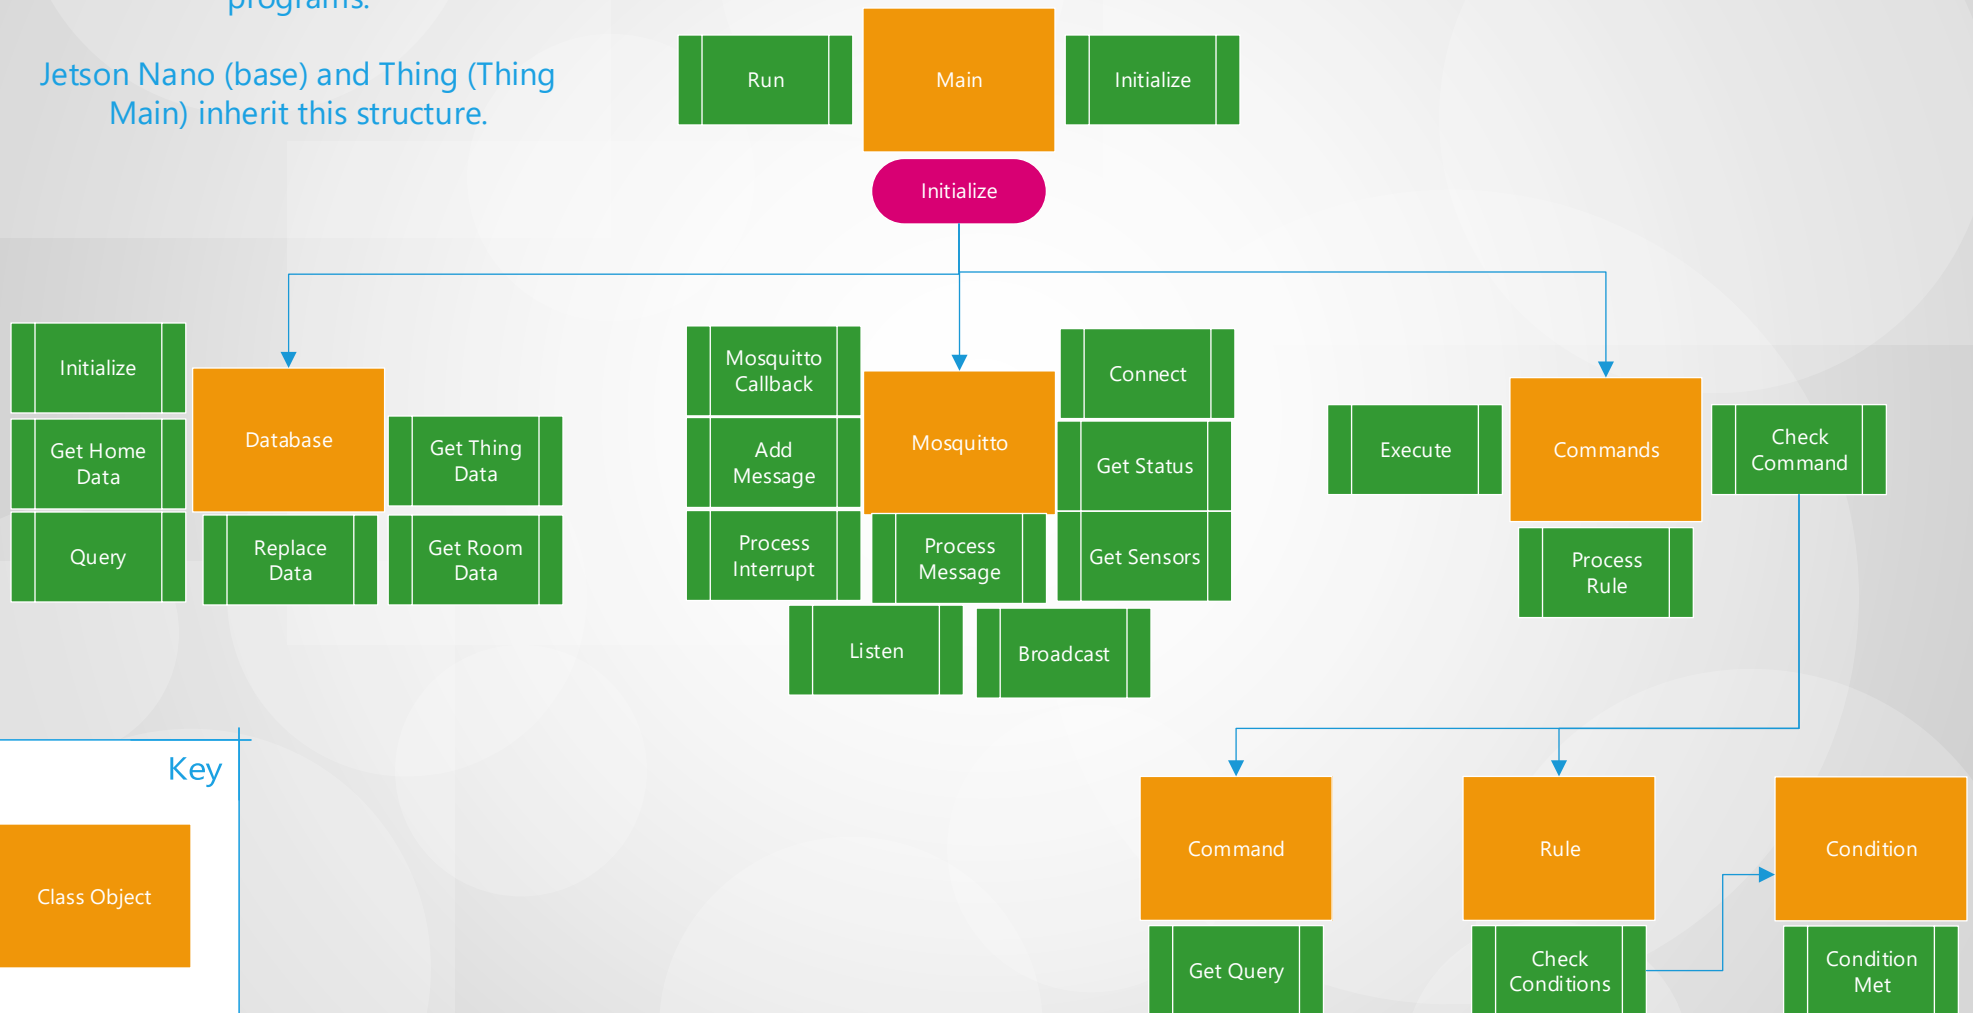 programs.
Jetson Nano (base) and Thing (Thing
Main) inherit this structure.
Run
Main
Initialize
Initialize
Initialize
Get Home
Data
Query
Database
Replace
Data
Get Thing
Data
Get Room
Data
Mosquitto
Callback
Add
Message
Process
Interrupt
Mosquitto
Process
Message
Connect
Get Status
Get Sensors
Listen
Broadcast
Execute
Commands
Check
Command
Process
Rule
Key
Class Object
Command
Get Query
Rule
Check
Conditions
Condition
Condition
Met